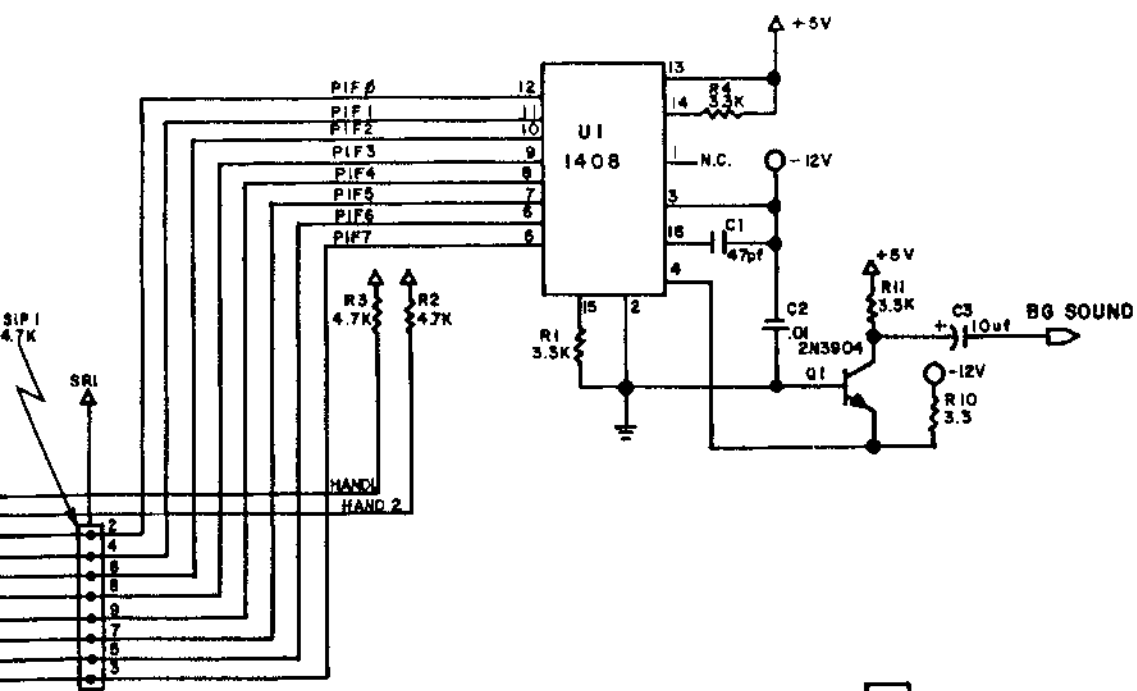 +5V
13
PIFØ
12
R4
3.3K
14
PIF1
11
PIF2
10
U1
1408
PIF3
9
1
N.C.
-12V
PIF4
8
PIF5
7
3
PIF6
6
C1
47pf
16
PIF7
5
4
+5V
R3
4.7K
R2
4.7K
15
2
R11
3.3K
C2
.01
C3
10uf
BG SOUND
SIP1
4.7K
R1
3.3K
2N3904
Q1
-12V
R10
3.3
SR1
HAND1
HAND 2
2
4
6
8
9
7
5
3